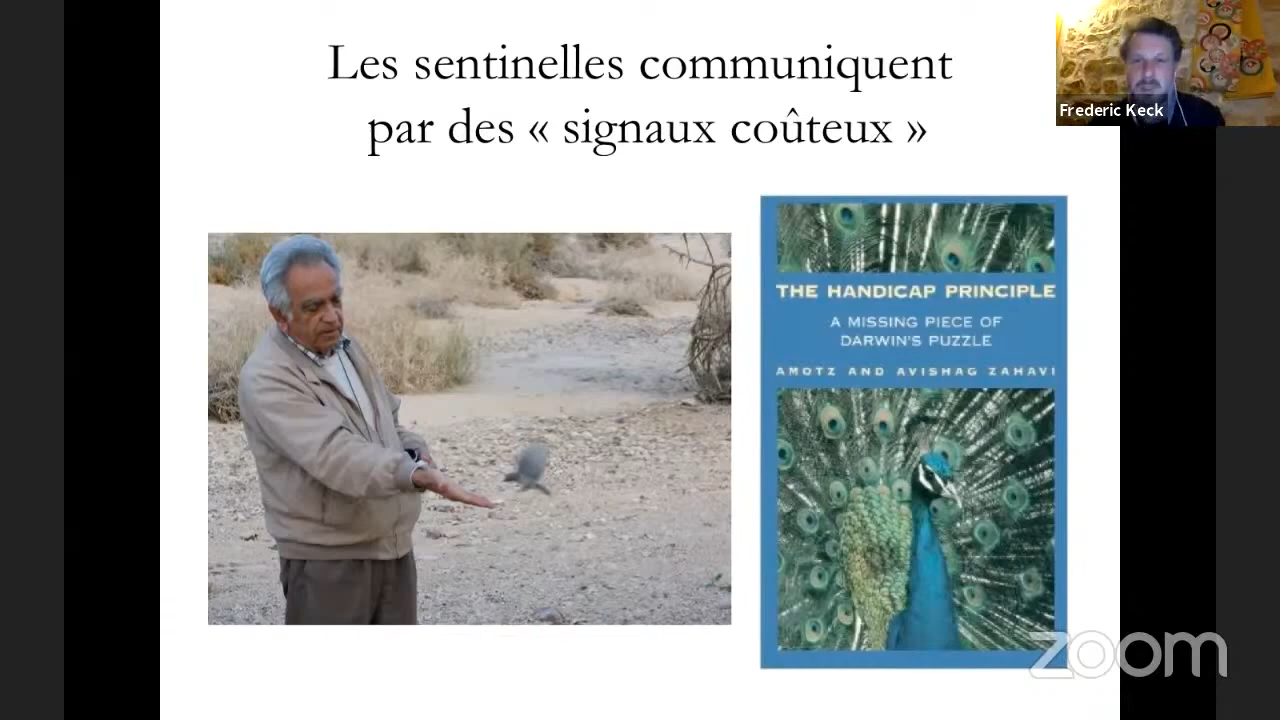 Les sentinelles communiquent
par des « signaux coûteux »
Frederic Keck
THE HANDICAP PRINCIPLE
A MISSING PIECE OF
DARWIN'S PUZZLE
AMOTZ AND AVISHAG ZAHAVI
zoom